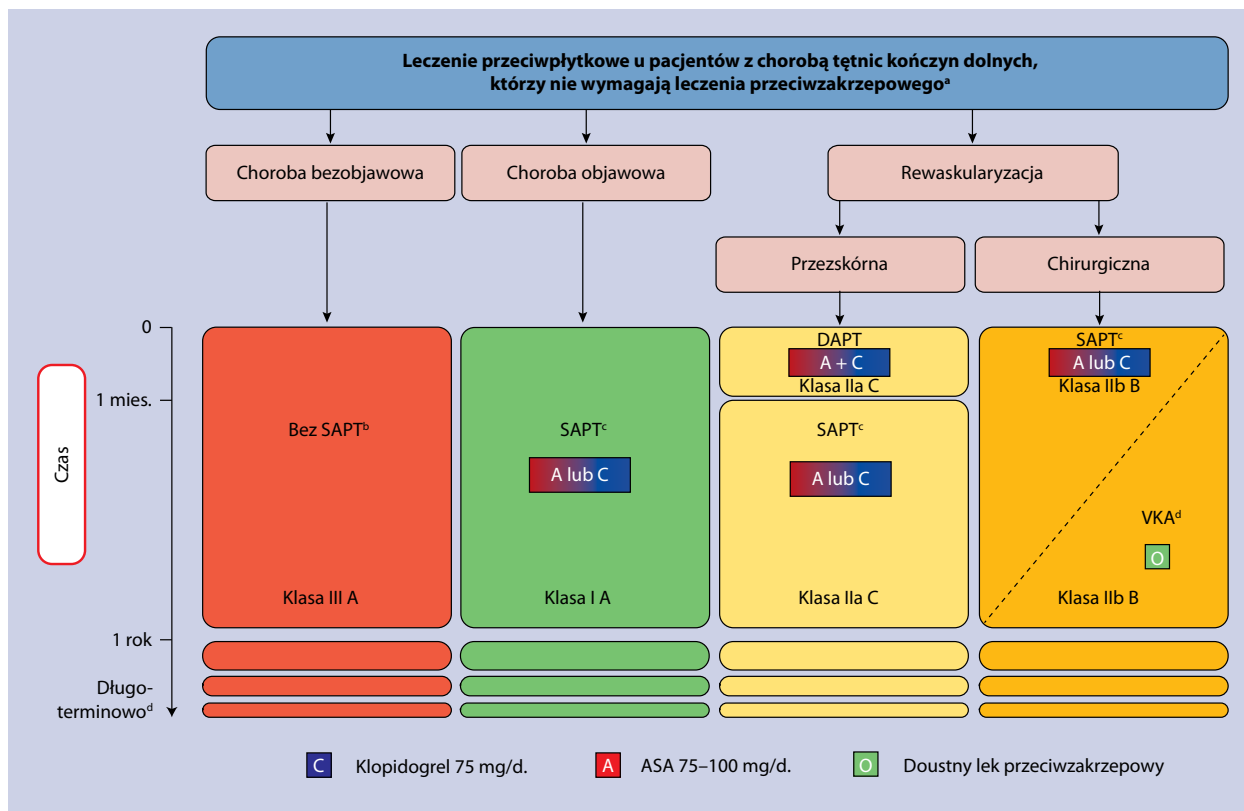 Leczenie przeciwpłytkowe u pacjentów z chorobą tętnic kończyn dolnych,
którzy nie wymagają leczenia przeciwzakrzepowegoᵃ
Choroba bezobjawowa
Choroba objawowa
Rewaskularyzacja
Przezskórna
Chirurgiczna
Czas
0
1 mies.
1 rok
Długo-
terminowoᵈ
Bez SAPTᵇ
Klasa III A
SAPTᶜ
A lub C
Klasa I A
DAPT
A + C
Klasa IIa C
SAPTᶜ
A lub C
Klasa IIa C
SAPTᶜ
A lub C
Klasa IIb B
VKAᵈ
O
Klasa IIb B
C Klopidogrel 75 mg/d.
A ASA 75–100 mg/d.
O Doustny lek przeciwzakrzepowy